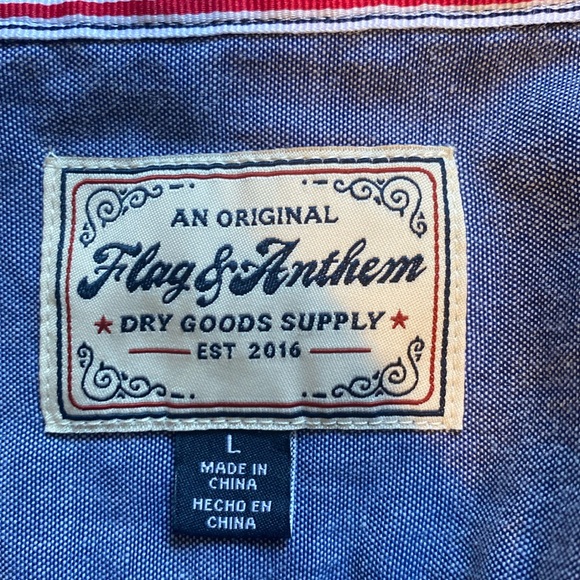 AN ORIGINAL
Flag & Anthem
DRY GOODS SUPPLY
EST 2016
L
MADE IN
CHINA
HECHO EN
CHINA